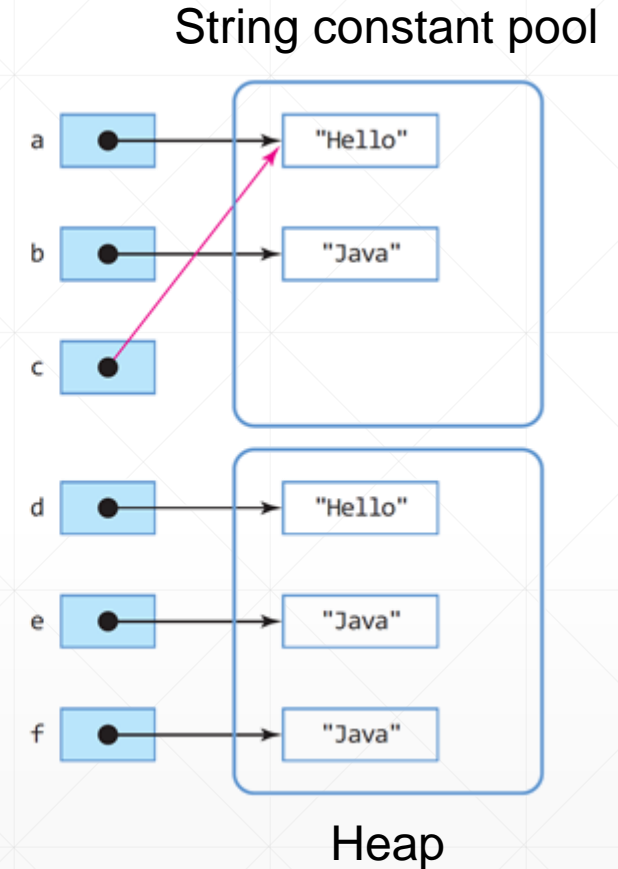 String constant pool
a "Hello"
b "Java"
c
d "Hello"
e "Java"
f "Java"
Heap